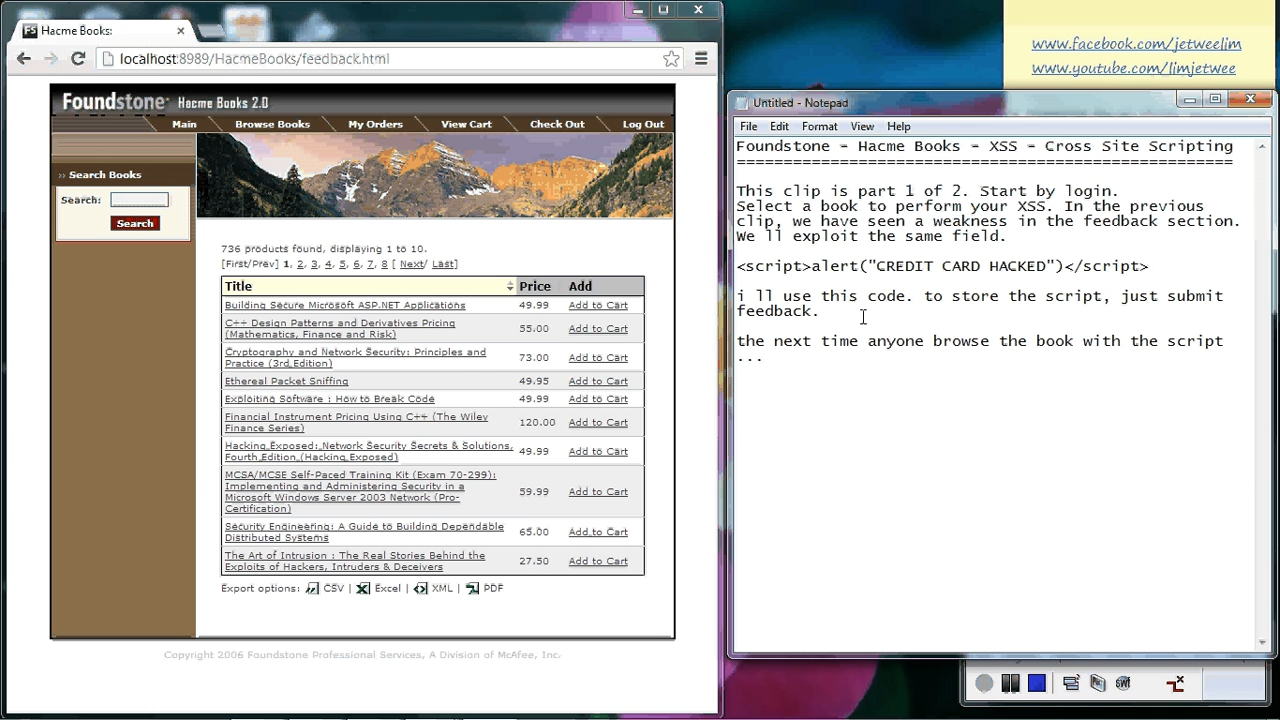 Hacme Books:
localhost:8989/HacmeBooks/feedback.html
Foundstone Hacme Books 2.0
Main Browse Books My Orders View Cart Check Out Log Out
Search Books
Search:
Search
736 products found, displaying 1 to 10.
[First/Prev] 1, 2, 3, 4, 5, 6, 7, 8 [ Next/ Last]
Title Price Add
Building Secure Microsoft ASP.NET Applications 49.99 Add to Cart
C++ Design Patterns and Derivatives Pricing
(Mathematics, Finance and Risk) 55.00 Add to Cart
Cryptography and Network Security: Principles and
Practice (3rd Edition) 73.00 Add to Cart
Ethereal Packet Sniffing 49.95 Add to Cart
Exploiting Software : How to Break Code 49.99 Add to Cart
Financial Instrument Pricing Using C++ (The Wiley
Finance Series) 120.00 Add to Cart
Hacking Exposed: Network Security Secrets & Solutions,
Fourth Edition (Hacking Exposed) 49.99 Add to Cart
MCSA/MCSE Self-Paced Training Kit (Exam 70-299):
Implementing and Administering Security in a
Microsoft Windows Server 2003 Network (Pro-
Certification) 59.99 Add to Cart
Security Engineering: A Guide to Building Dependable
Distributed Systems 65.00 Add to Cart
The Art of Intrusion : The Real Stories Behind the
Exploits of Hackers, Intruders & Deceivers 27.50 Add to Cart
Export options: CSV | Excel | XML | PDF
Copyright 2006 Foundstone Professional Services, A Division of McAfee, Inc.
www.facebook.com/jetweelim
www.youtube.com/limjetwee
Untitled - Notepad
File Edit Format View Help
Foundstone - Hacme Books - XSS - Cross Site Scripting
=====================================================
This clip is part 1 of 2. Start by login.
Select a book to perform your XSS. In the previous
clip, we have seen a weakness in the feedback section.
We ll exploit the same field.
<script>alert("CREDIT CARD HACKED")</script>
i ll use this code. to store the script, just submit
feedback.
the next time anyone browse the book with the script
...